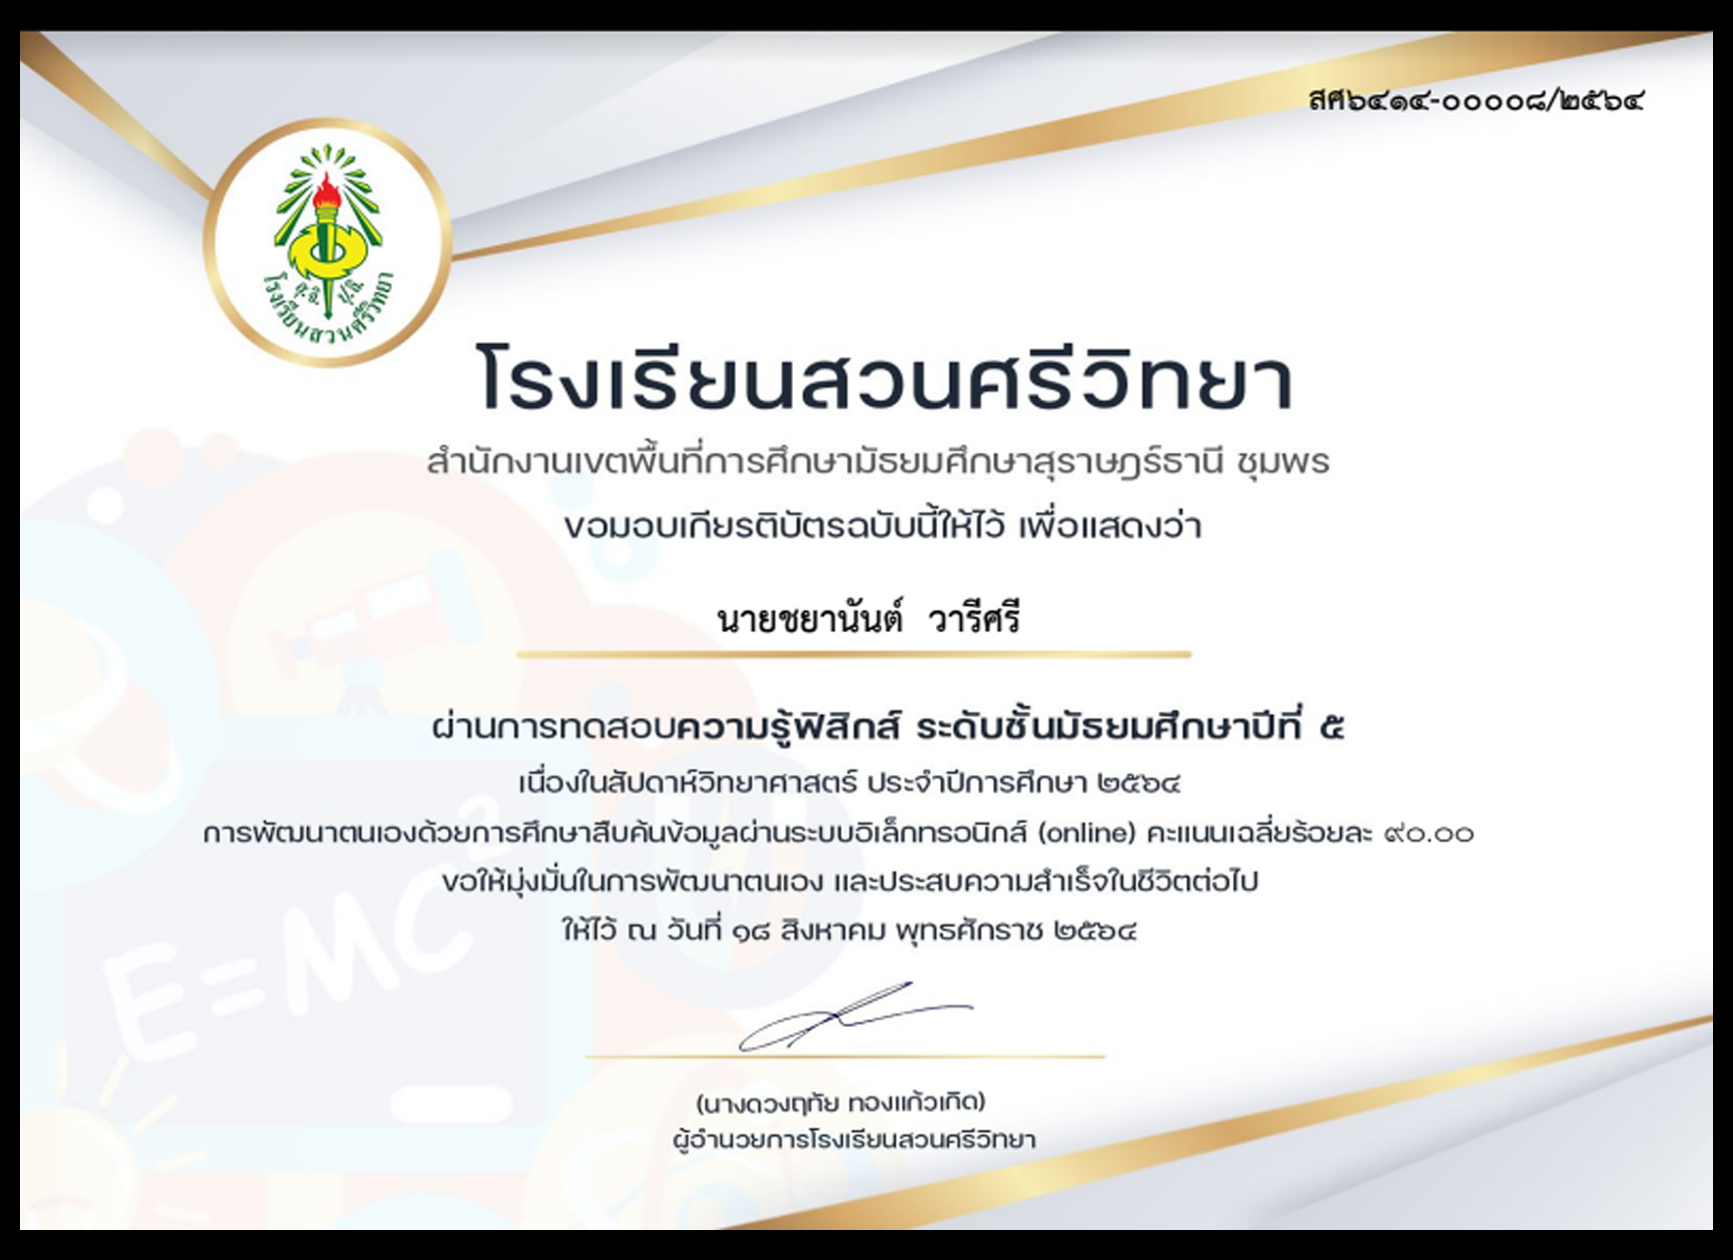 สศ๖๔๑๔-๐๐๐๐๘/๒๕๖๔
สุ.จิ. ปุ.ลิ.
โรงเรียนสวนศรีวิทยา
โรงเรียนสวนศรีวิทยา
สำนักงานเขตพื้นที่การศึกษามัธยมศึกษาสุราษฎร์ธานี ชุมพร
ขอมอบเกียรติบัตรฉบับนี้ให้ไว้ เพื่อแสดงว่า
นายชยานันต์ วารีศรี
ผ่านการทดสอบความรู้ฟิสิกส์ ระดับชั้นมัธยมศึกษาปีที่ ๕
เนื่องในสัปดาห์วิทยาศาสตร์ ประจำปีการศึกษา ๒๕๖๔
การพัฒนาตนเองด้วยการศึกษาสืบค้นข้อมูลผ่านระบบอิเล็กทรอนิกส์ (online) คะแนนเฉลี่ยร้อยละ ๙๐.๐๐
ขอให้มุ่งมั่นในการพัฒนาตนเอง และประสบความสำเร็จในชีวิตต่อไป
ให้ไว้ ณ วันที่ ๑๘ สิงหาคม พุทธศักราช ๒๕๖๔
E=MC²
(นางดวงฤทัย ทองแก้วเกิด)
ผู้อำนวยการโรงเรียนสวนศรีวิทยา